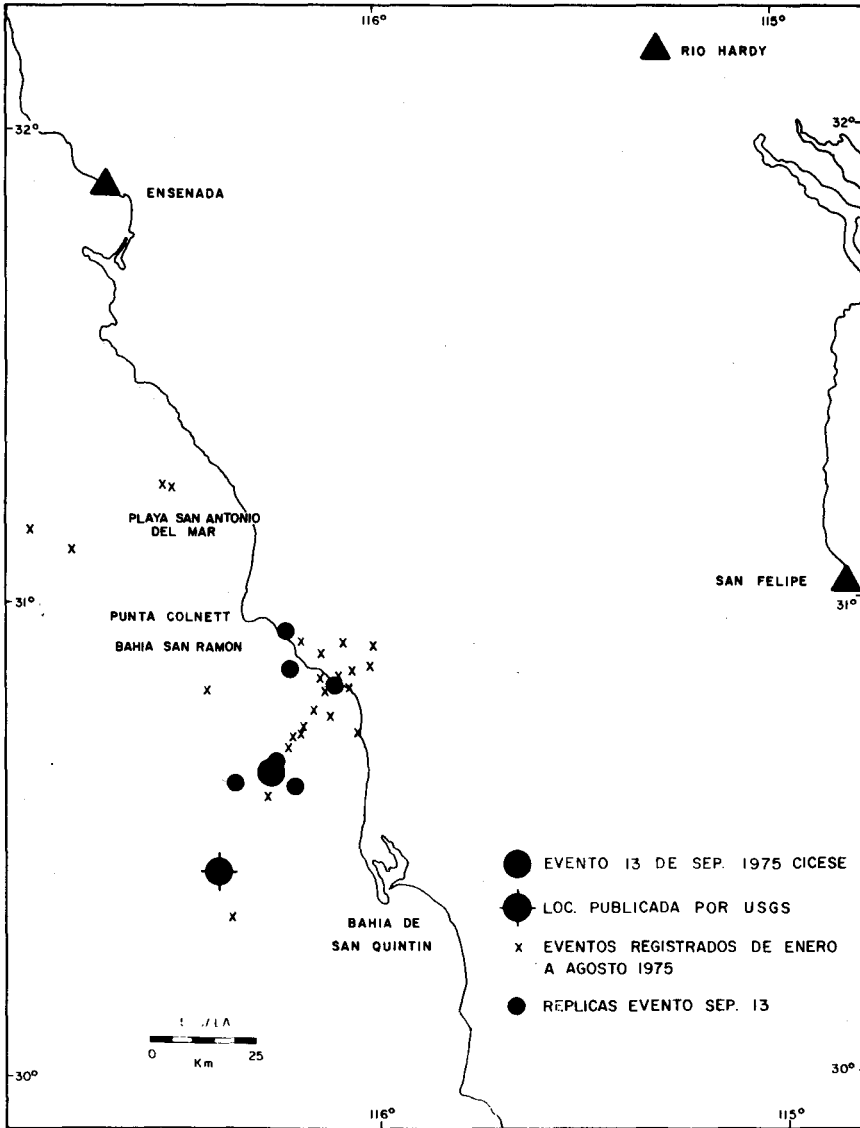 116° 115°
RIO HARDY
32° 32°
ENSENADA
PLAYA SAN ANTONIO
DEL MAR
SAN FELIPE
31° 31°
PUNTA COLNETT
BAHIA SAN RAMON
EVENTO 13 DE SEP. 1975 CICESE
LOC. PUBLICADA POR USGS
BAHIA DE
SAN QUINTIN
x EVENTOS REGISTRADOS DE ENERO
A AGOSTO 1975
REPLICAS EVENTO SEP. 13
0 25
Km
30° 30°
116° 115°